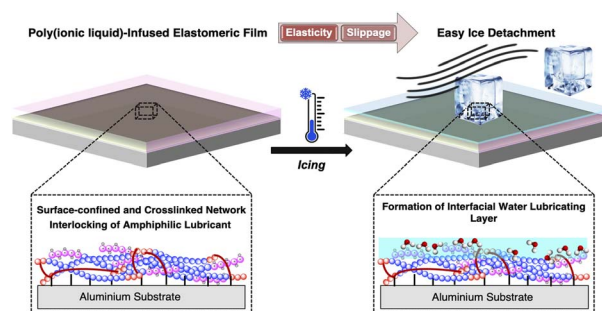 Poly(ionic liquid)-Infused Elastomeric Film
Elasticity
Slippage
Easy Ice Detachment
Icing
Surface-confined and Crosslinked Network
Interlocking of Amphiphilic Lubricant
Aluminium Substrate
Formation of Interfacial Water Lubricating
Layer
Aluminium Substrate